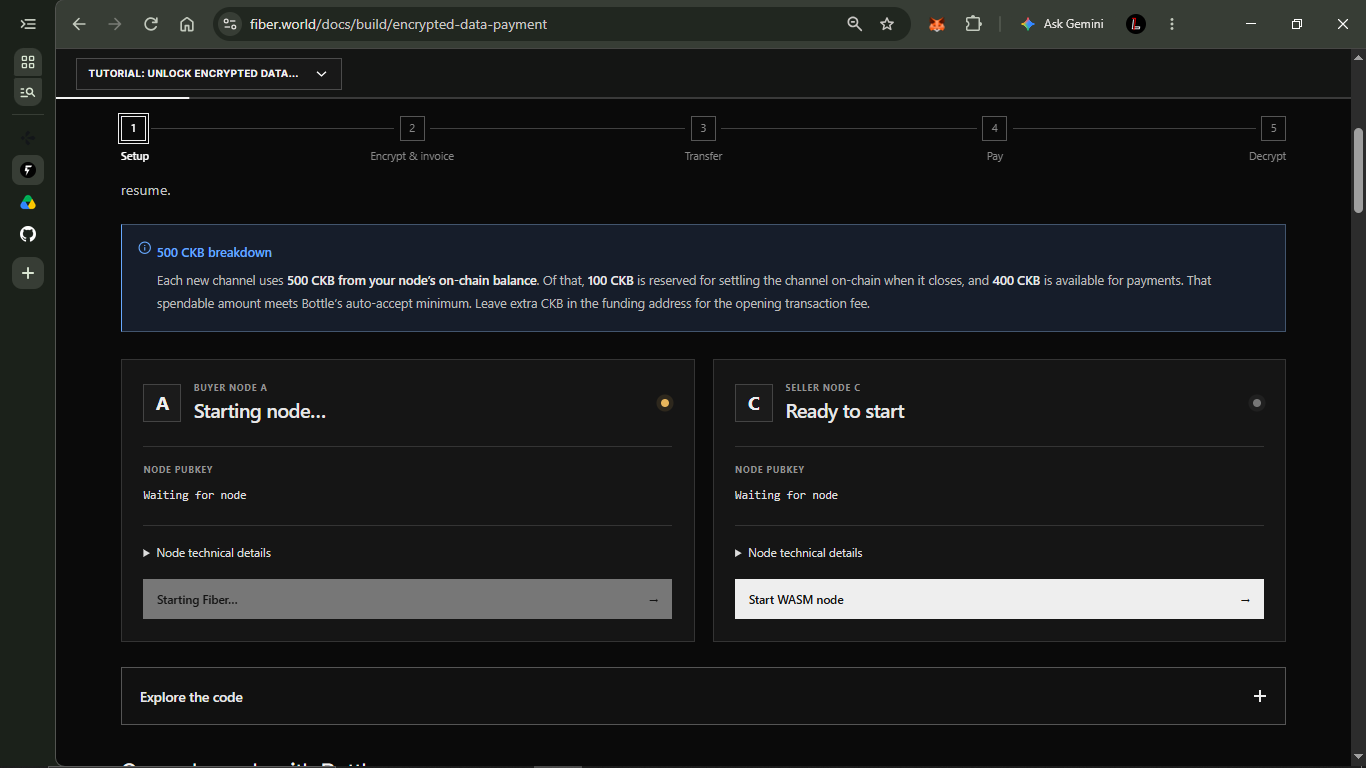 fiber.world/docs/build/encrypted-data-payment
Ask Gemini
TUTORIAL: UNLOCK ENCRYPTED DATA...
1
2
3
4
5
Setup
Encrypt & invoice
Transfer
Pay
Decrypt
resume.
500 CKB breakdown
Each new channel uses 500 CKB from your node's on-chain balance. Of that, 100 CKB is reserved for settling the channel on-chain when it closes, and 400 CKB is available for payments. That
spendable amount meets Bottle's auto-accept minimum. Leave extra CKB in the funding address for the opening transaction fee.
A
BUYER NODE A
Starting node...
NODE PUBKEY
Waiting for node
Node technical details
Starting Fiber... →
C
SELLER NODE C
Ready to start
NODE PUBKEY
Waiting for node
Node technical details
Start WASM node →
Explore the code